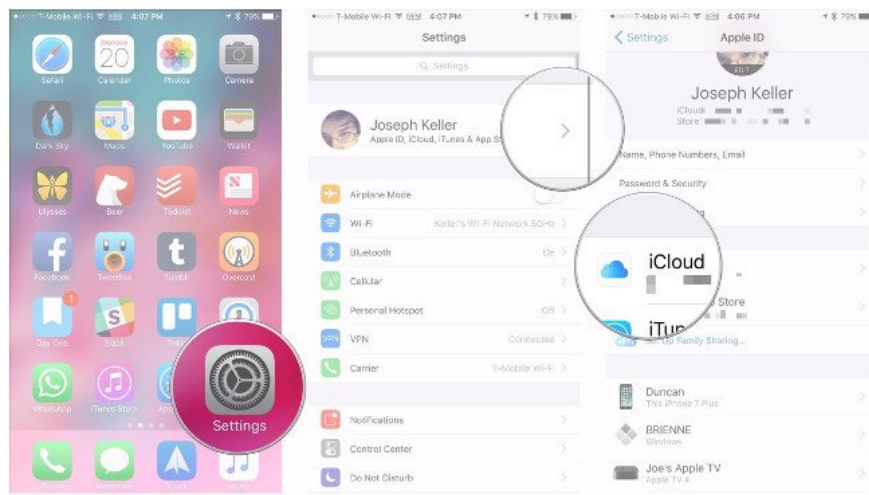 T-Mobile Wi-Fi 4:07 PM 79%
Monday
20
Safari Calendar Photos Camera
Dark Sky Maps YouTube Wallet
Ulysses Bear Todoist News
Facebook Tweetbot Tumblr Overcast
1
Day One Slack
WhatsApp iTunes Store
Settings
Phone Messages Spark Music
T-Mobile Wi-Fi 4:07 PM 79%
Settings
Settings
Joseph Keller
Apple ID, iCloud, iTunes & App St
Airplane Mode
Wi-Fi Keller's Wi-Fi Network 5GHz
Bluetooth On
Cellular
Personal Hotspot Off
VPN VPN Connected
Carrier T-Mobile Wi-Fi
Notifications
Control Center
Do Not Disturb
T-Mobile Wi-Fi 4:06 PM 79%
Settings Apple ID
EDIT
Joseph Keller
iCloud:
Store:
Name, Phone Numbers, Email
Password & Security
iCloud
Store
iTun
Set Up Family Sharing...
Duncan
This iPhone 7 Plus
BRIENNE
Windows
Joe's Apple TV
Apple TV 4